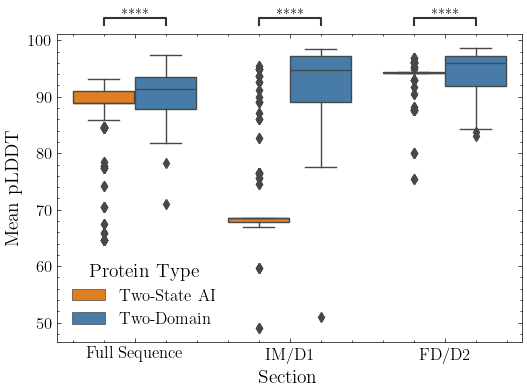 **** **** ****
100
90
80
70
60
50
Mean pLDDT
Protein Type
Two-State AI
Two-Domain
Full Sequence IM/D1 FD/D2
Section